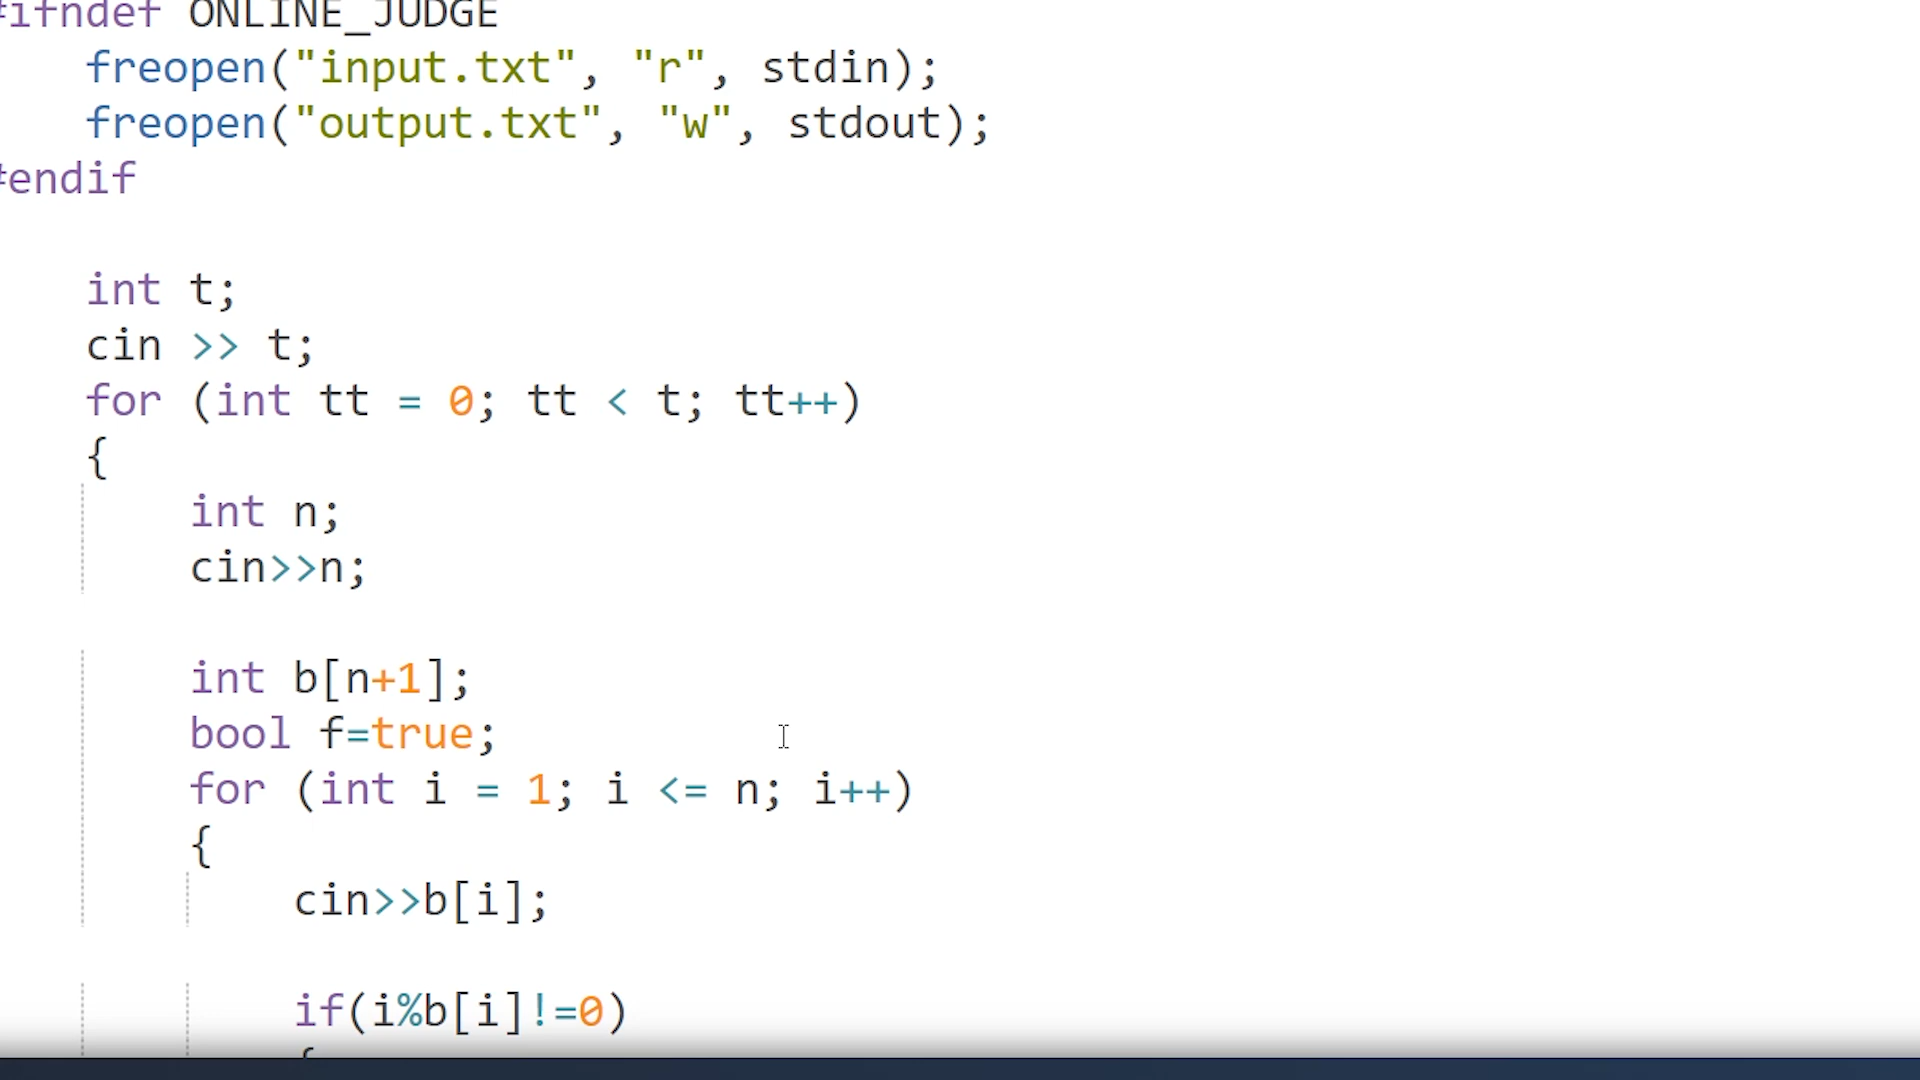 #ifndef ONLINE_JUDGE
freopen("input.txt", "r", stdin);
freopen("output.txt", "w", stdout);
#endif
int t;
cin >> t;
for (int tt = 0; tt < t; tt++)
{
int n;
cin>>n;
int b[n+1];
bool f=true;
for (int i = 1; i <= n; i++)
{
cin>>b[i];
if(i%b[i]!=0)
{